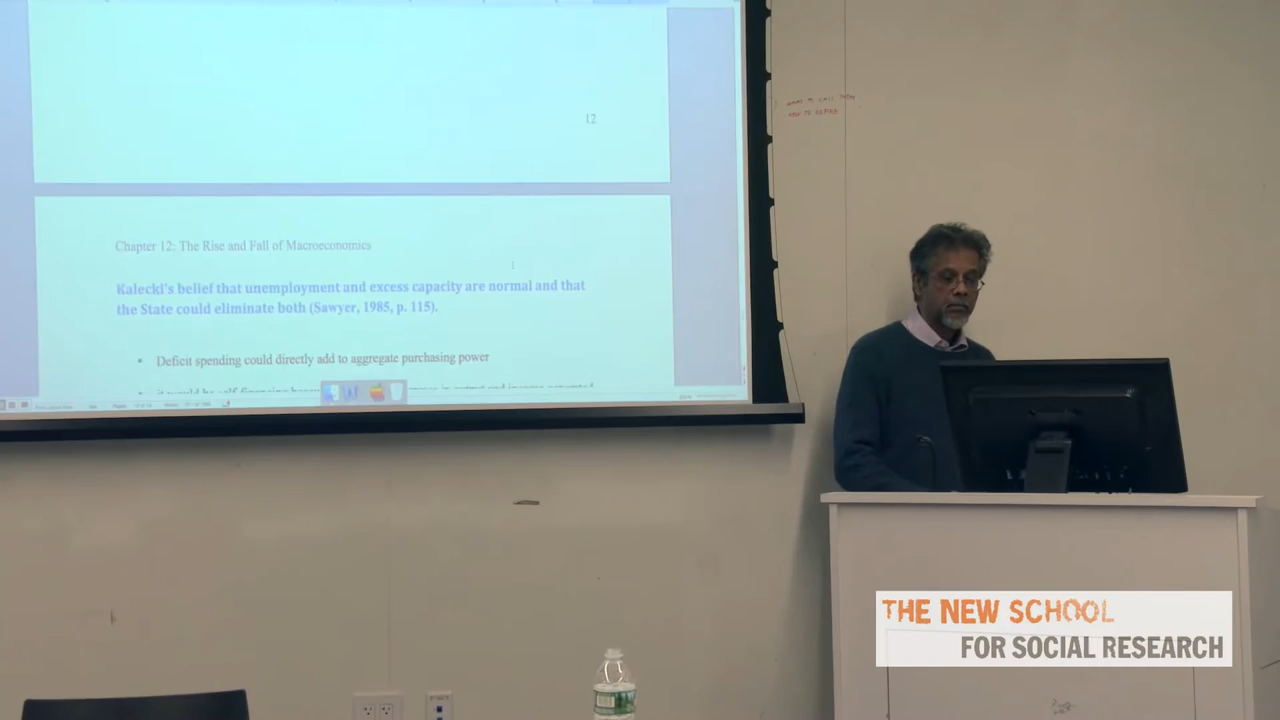 12
Chapter 12: The Rise and Fall of Macroeconomics
Kalecki's belief that unemployment and excess capacity are normal and that
the State could eliminate both (Sawyer, 1985, p. 115).
▪ Deficit spending could directly add to aggregate purchasing power
THE NEW SCHOOL
FOR SOCIAL RESEARCH